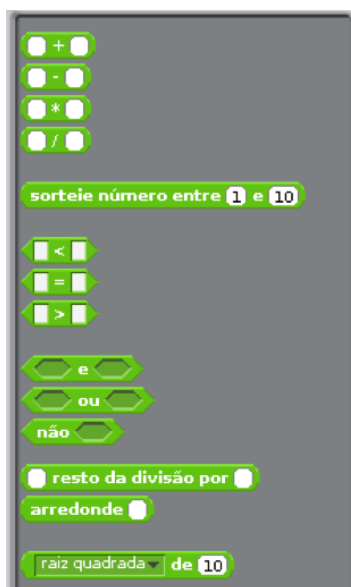 +
-
*
/
sorteie número entre 1 e 10
<
=
>
e
ou
não
resto da divisão por
arredonde
raiz quadrada de 10